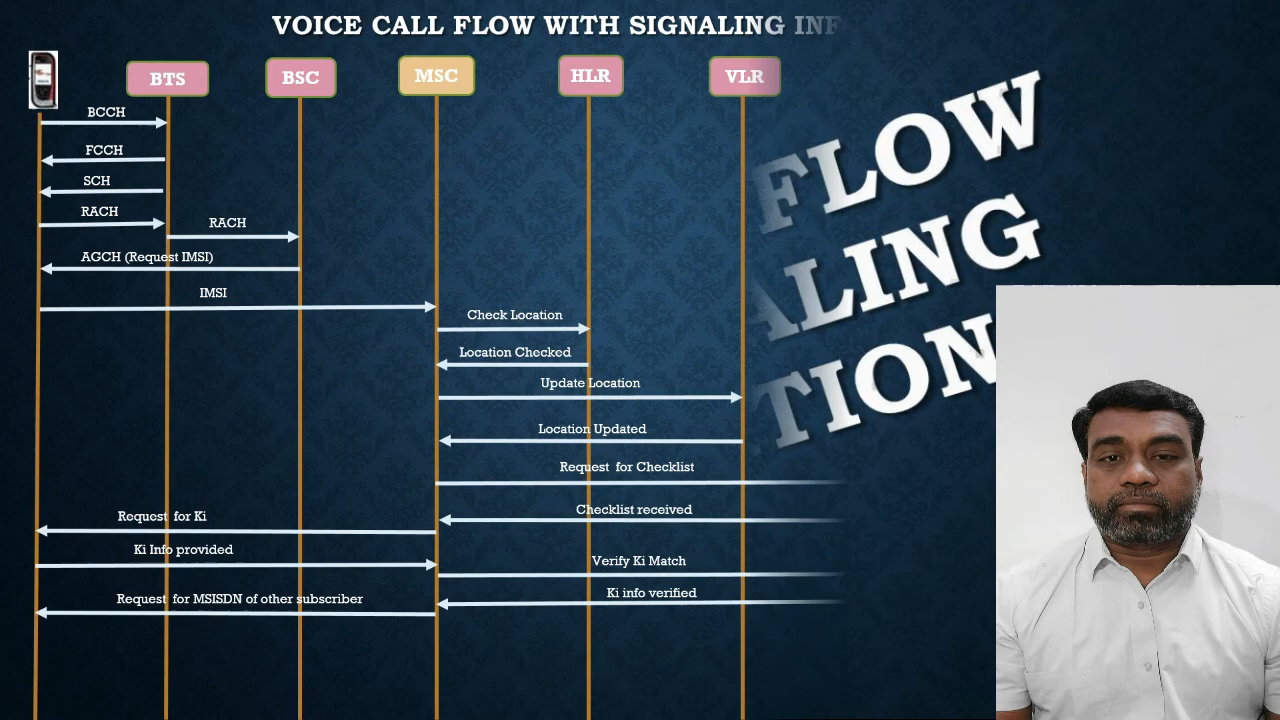 VOICE CALL FLOW WITH SIGNALING
BTS
BSC
MSC
HLR
VLR
BCCH
FCCH
SCH
RACH
RACH
AGCH (Request IMSI)
IMSI
Check Location
Location Checked
Update Location
Location Updated
Request for Checklist
Checklist received
Request for Ki
Ki Info provided
Verify Ki Match
Ki info verified
Request for MSISDN of other subscriber
FLOW
ALING
TION